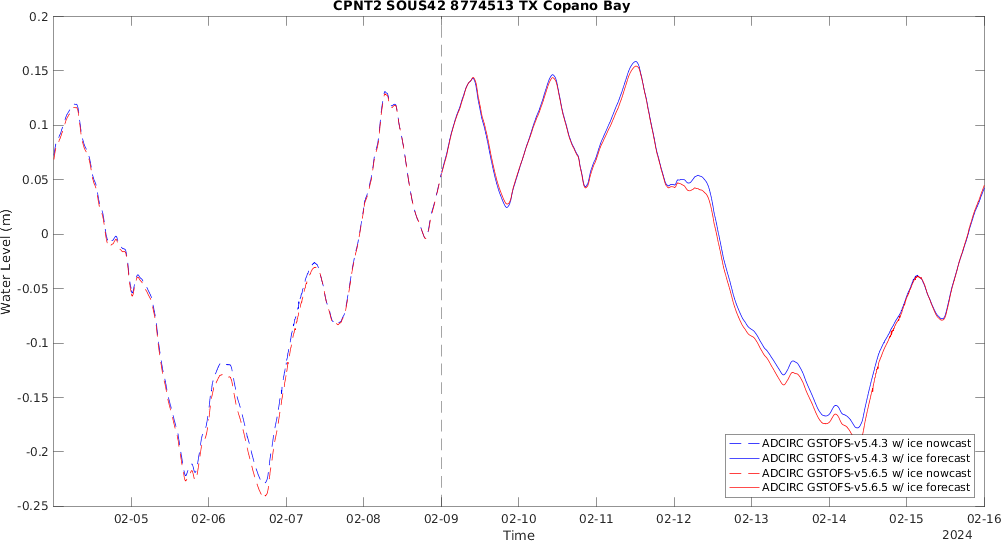 CPNT2 SOUS42 8774513 TX Copano Bay
0.2
0.15
0.1
0.05
0
-0.05
-0.1
-0.15
-0.2
-0.25
Water Level (m)
ADCIRC GSTOFS-v5.4.3 w/ ice nowcast
ADCIRC GSTOFS-v5.4.3 w/ ice forecast
ADCIRC GSTOFS-v5.6.5 w/ ice nowcast
ADCIRC GSTOFS-v5.6.5 w/ ice forecast
02-05 02-06 02-07 02-08 02-09 02-10 02-11 02-12 02-13 02-14 02-15 02-16
Time
2024